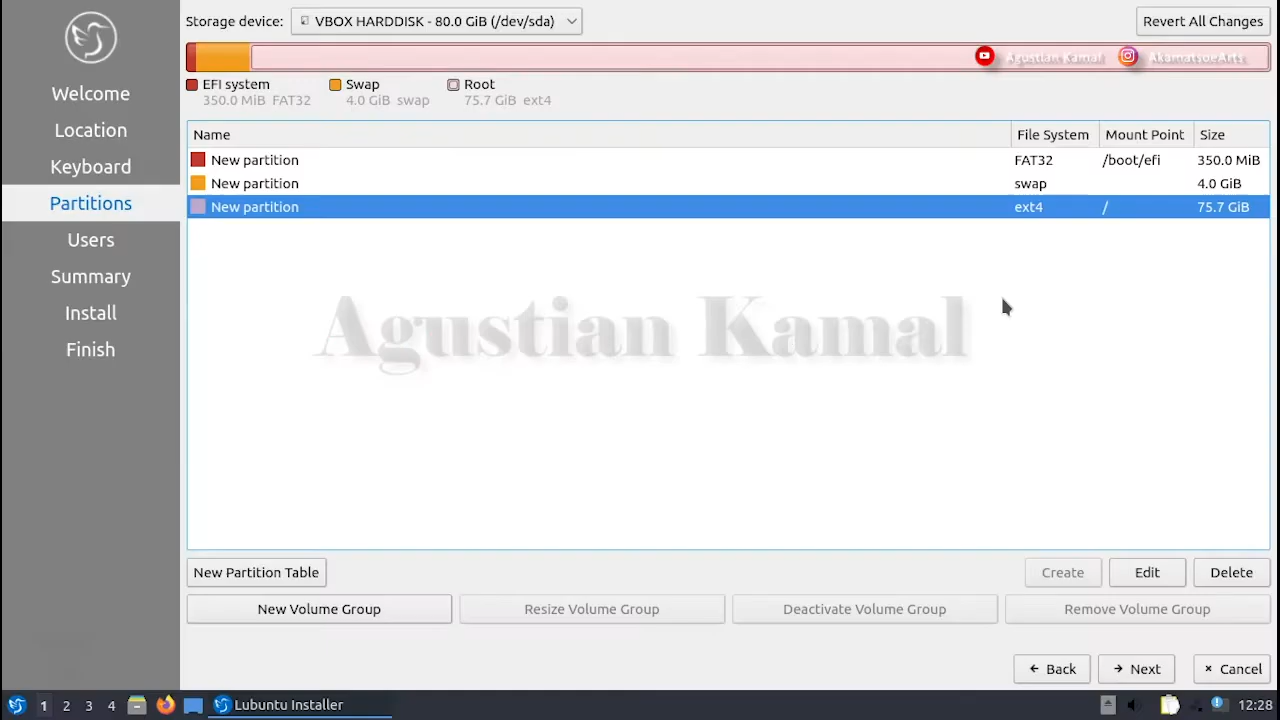 Storage device: VBOX HARDDISK - 80.0 GiB (/dev/sda) Revert All Changes
Agustian Kamal AkamatsoeArts
EFI system Swap Root
350.0 MiB FAT32 4.0 GiB swap 75.7 GiB ext4
Welcome
Location
Keyboard
Partitions
Users
Summary
Install
Finish
Name File System Mount Point Size
New partition FAT32 /boot/efi 350.0 MiB
New partition swap 4.0 GiB
New partition ext4 / 75.7 GiB
Agustian Kamal
New Partition Table Create Edit Delete
New Volume Group Resize Volume Group Deactivate Volume Group Remove Volume Group
Back Next Cancel
1 2 3 4 Lubuntu Installer 12:28